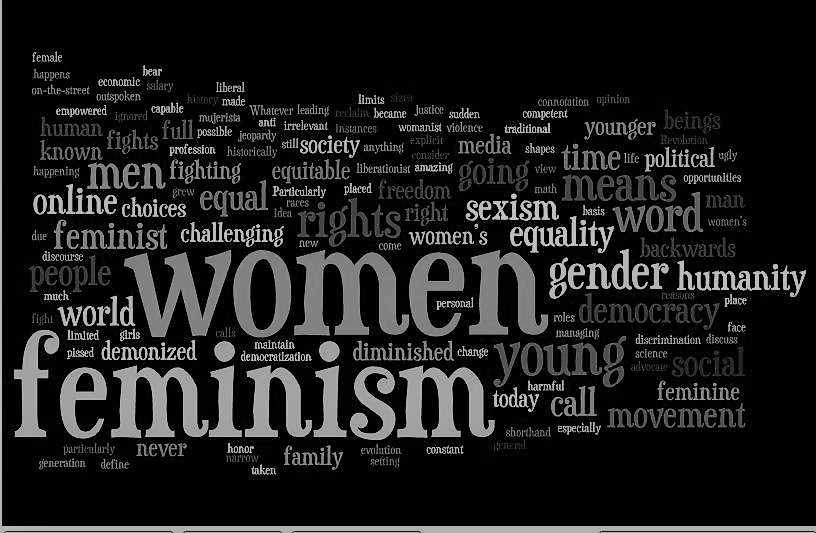 female
happens
bear
on-the-street
economic
salary
outspoken
liberal
history
made
limits
sizes
connotation
opinion
empowered
ignored
capable
mujerista
Whatever
leading
reclaim
became
justice
sudden
competent
human
fights
full
possible
anti
jeopardy
irrelevant
instances
womanist
violence
traditional
younger
beings
known
profession
historically
still
society
anything
explicit
consider
media
shapes
time
life
political
Revolution
ugly
happening
men
fighting
equitable
liberationist
amazing
going
view
means
opportunities
online
choices
grew
equal
Particularly
races
idea
placed
freedom
math
man
rights
right
sexism
basis
word
women's
due
feminist
challenging
new
come
women's
equality
backwards
discourse
people
women
gender
humanity
much
personal
reasons
place
fight
world
roles
democracy
face
limited
girls
calls
managing
discrimination
discuss
pissed
demonized
maintain
democratization
diminished
change
young
science
advocate
social
feminism
today
harmful
call
feminine
movement
shorthand
especially
general
particularly
never
honor
narrow
taken
family
evolution
setting
constant
generation
define